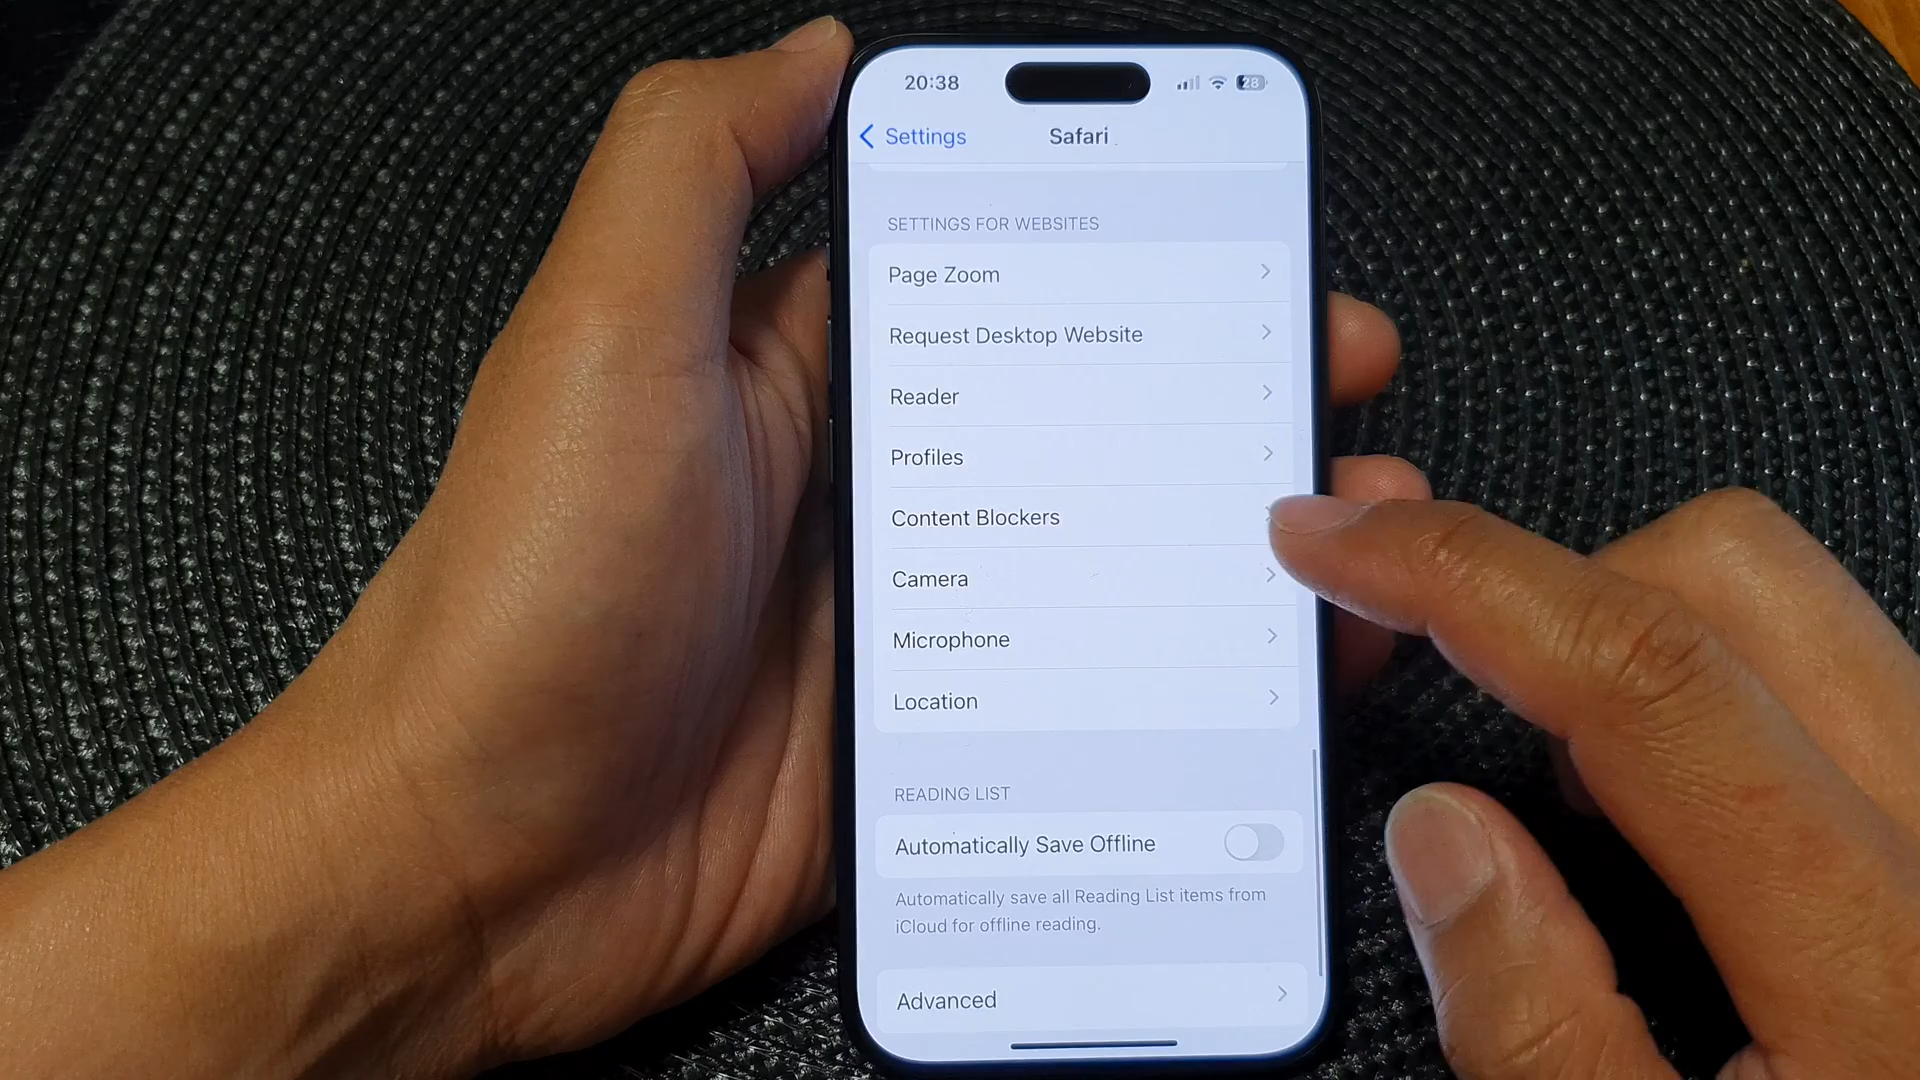 20:38
28
Settings
Safari
SETTINGS FOR WEBSITES
Page Zoom
Request Desktop Website
Reader
Profiles
Content Blockers
Camera
Microphone
Location
READING LIST
Automatically Save Offline
Automatically save all Reading List items from
iCloud for offline reading.
Advanced